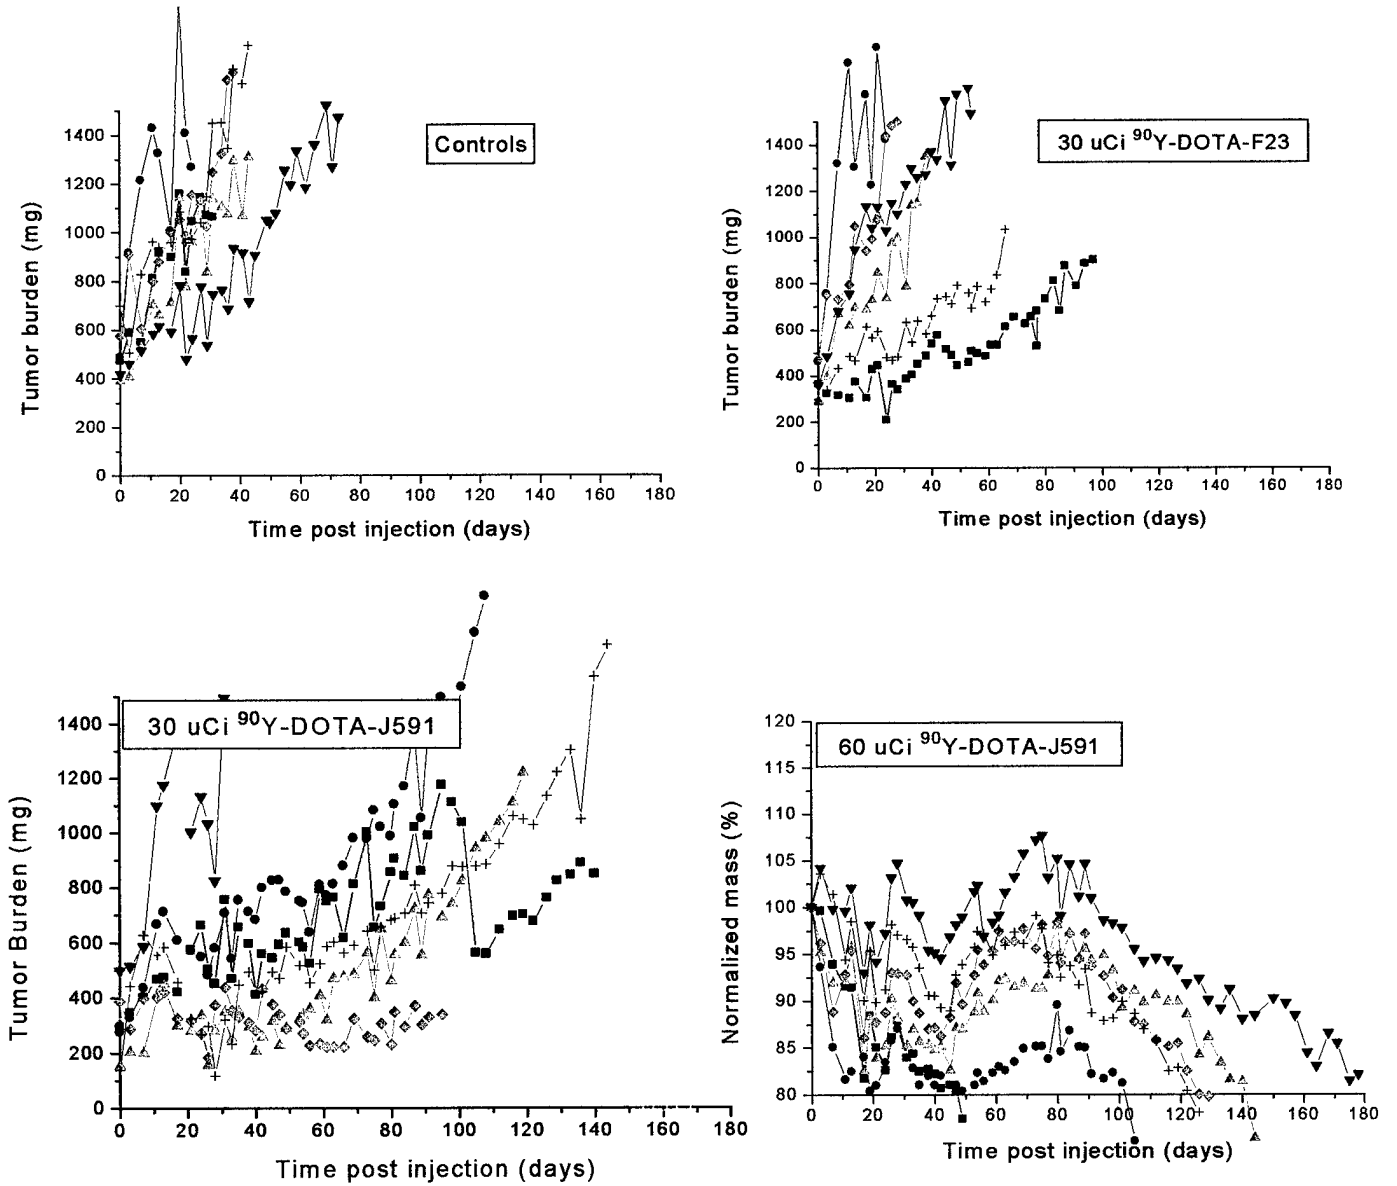 Controls
Tumor burden (mg)
1400
1200
1000
800
600
400
200
0
0 20 40 60 80 100 120 140 160 180
Time post injection (days)
30 uCi ⁹⁰Y-DOTA-F23
Tumor burden (mg)
1400
1200
1000
800
600
400
200
0
0 20 40 60 80 100 120 140 160 180
Time post injection (days)
30 uCi ⁹⁰Y-DOTA-J591
Tumor Burden (mg)
1400
1200
1000
800
600
400
200
0
0 20 40 60 80 100 120 140 160 180
Time post injection (days)
60 uCi ⁹⁰Y-DOTA-J591
Normalized mass (%)
120
115
110
105
100
95
90
85
80
0 20 40 60 80 100 120 140 160 180
Time post injection (days)